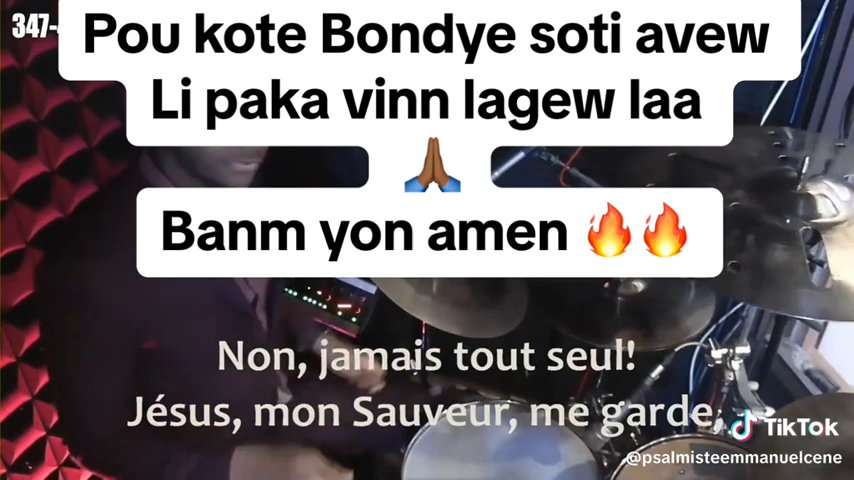 347-
Pou kote Bondye soti avew
Li paka vinn lagew laa
🙏🏾
Banm yon amen 🔥🔥
Non, jamais tout seul!
Jésus, mon Sauveur, me garde,
TikTok
@psalmisteemmanuelcene